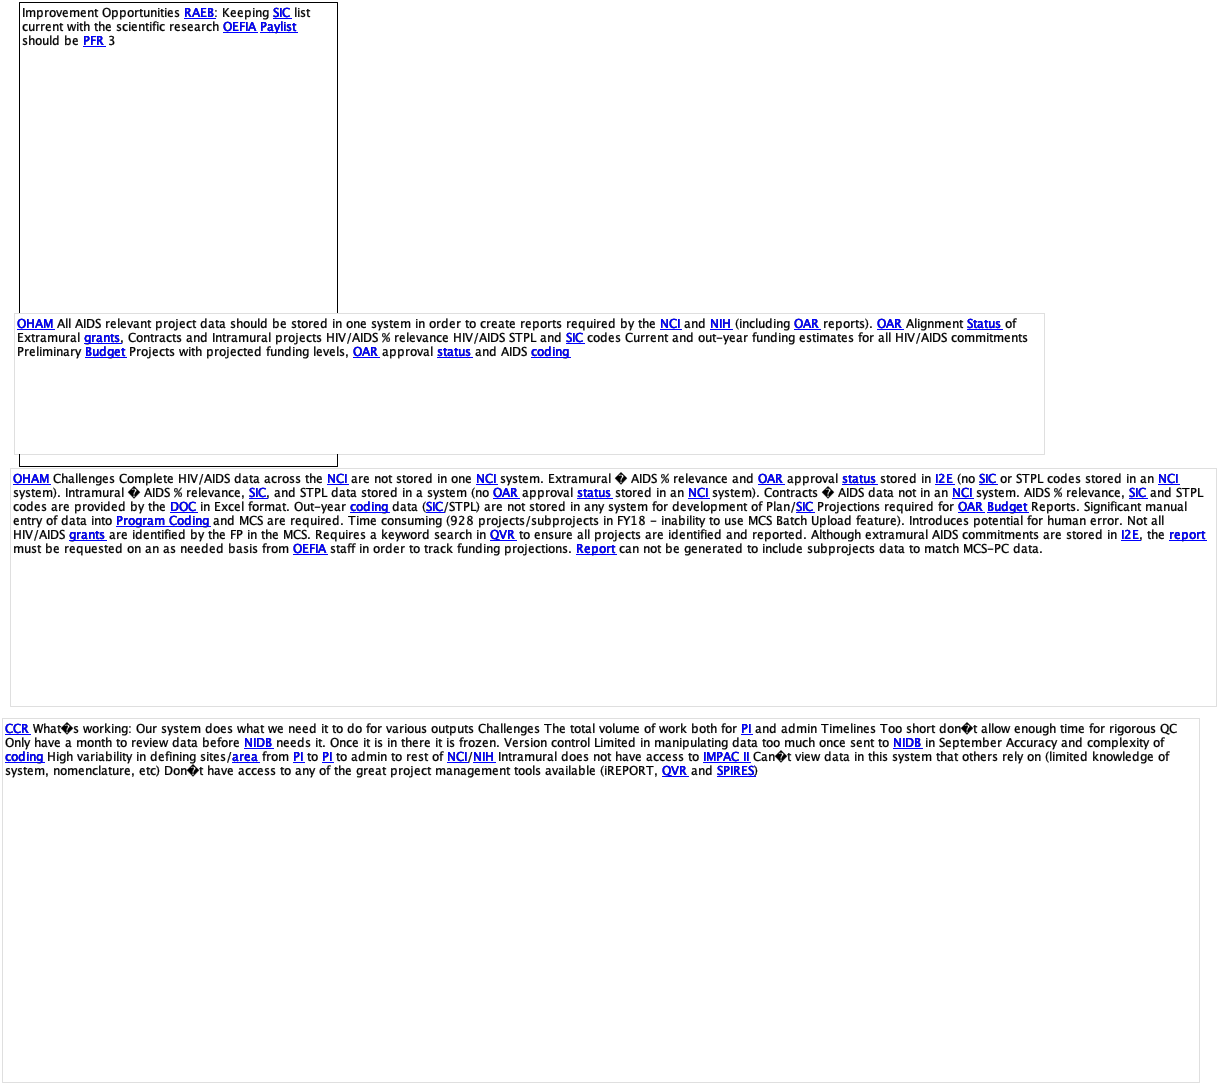 Improvement Opportunities RAEB: Keeping SIC list
current with the scientific research OEFIA Paylist
should be PFR 3
OHAM All AIDS relevant project data should be stored in one system in order to create reports required by the NCI and NIH (including OAR reports). OAR Alignment Status of
Extramural grants, Contracts and Intramural projects HIV/AIDS % relevance HIV/AIDS STPL and SIC codes Current and out-year funding estimates for all HIV/AIDS commitments
Preliminary Budget Projects with projected funding levels, OAR approval status and AIDS coding
OHAM Challenges Complete HIV/AIDS data across the NCI are not stored in one NCI system. Extramural � AIDS % relevance and OAR approval status stored in I2E (no SIC or STPL codes stored in an NCI
system). Intramural � AIDS % relevance, SIC, and STPL data stored in a system (no OAR approval status stored in an NCI system). Contracts � AIDS data not in an NCI system. AIDS % relevance, SIC and STPL
codes are provided by the DOC in Excel format. Out-year coding data (SIC/STPL) are not stored in any system for development of Plan/SIC Projections required for OAR Budget Reports. Significant manual
entry of data into Program Coding and MCS are required. Time consuming (928 projects/subprojects in FY18 - inability to use MCS Batch Upload feature). Introduces potential for human error. Not all
HIV/AIDS grants are identified by the FP in the MCS. Requires a keyword search in QVR to ensure all projects are identified and reported. Although extramural AIDS commitments are stored in I2E, the report
must be requested on an as needed basis from OEFIA staff in order to track funding projections. Report can not be generated to include subprojects data to match MCS-PC data.
CCR What�s working: Our system does what we need it to do for various outputs Challenges The total volume of work both for PI and admin Timelines Too short don�t allow enough time for rigorous QC
Only have a month to review data before NIDB needs it. Once it is in there it is frozen. Version control Limited in manipulating data too much once sent to NIDB in September Accuracy and complexity of
coding High variability in defining sites/area from PI to PI to admin to rest of NCI/NIH Intramural does not have access to IMPAC II Can�t view data in this system that others rely on (limited knowledge of
system, nomenclature, etc) Don�t have access to any of the great project management tools available (iREPORT, QVR and SPIRES)